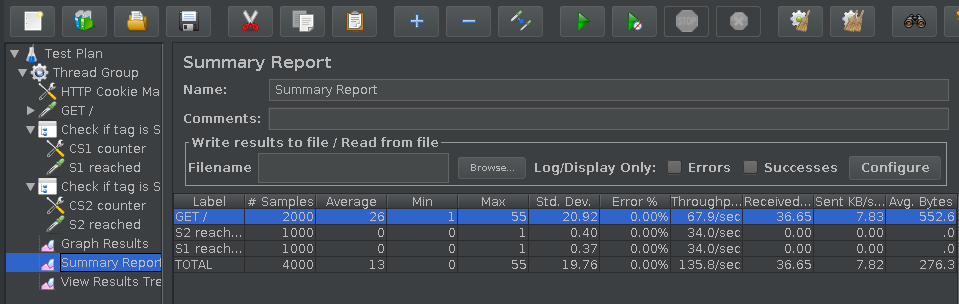 Test Plan
Thread Group
HTTP Cookie Ma
GET /
Check if tag is S
CS1 counter
S1 reached
Check if tag is S
CS2 counter
S2 reached
Graph Results
Summary Report
View Results Tre
STOP
Summary Report
Name: Summary Report
Comments:
Write results to file / Read from file
Filename Browse... Log/Display Only: Errors Successes Configure
Label # Samples Average Min Max Std. Dev. Error % Throughp... Received... Sent KB/s... Avg. Bytes
GET / 2000 26 1 55 20.92 0.00% 67.9/sec 36.65 7.83 552.6
S2 reach... 1000 0 0 1 0.40 0.00% 34.0/sec 0.00 0.00 .0
S1 reach... 1000 0 0 1 0.37 0.00% 34.0/sec 0.00 0.00 .0
TOTAL 4000 13 0 55 19.76 0.00% 135.8/sec 36.65 7.82 276.3